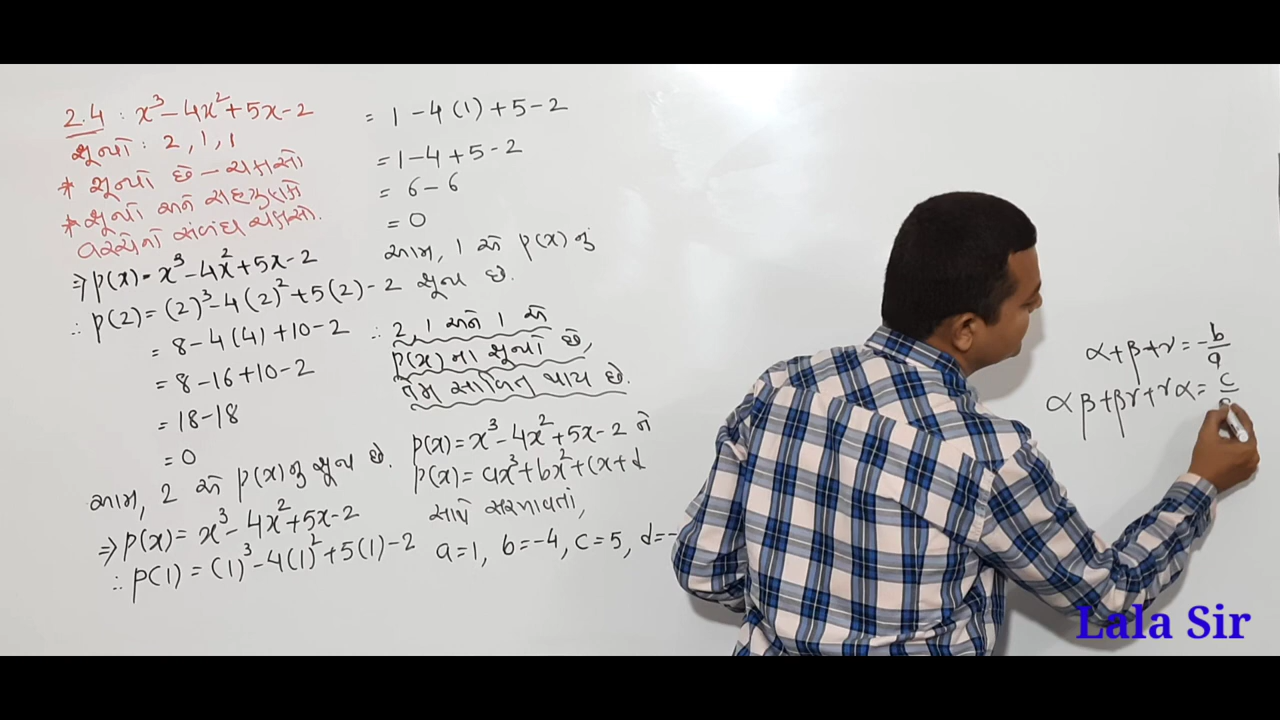 2.4 : x³ – 4x² + 5x – 2
શૂન્યો : 2, 1, 1
* શૂન્યો છે – ચકાસો
* શૂન્યો અને સહગુણકો
વચ્ચેનો સંબંધ ચકાસો.
⇒ p(x) = x³ – 4x² + 5x – 2
∴ p(2) = (2)³ – 4(2)² + 5(2) – 2
= 8 – 4(4) + 10 – 2
= 8 – 16 + 10 – 2
= 18 – 18
= 0
આમ, 2 એ p(x) નું શૂન્ય છે.
⇒ p(x) = x³ – 4x² + 5x – 2
∴ p(1) = (1)³ – 4(1)² + 5(1) – 2
= 1 – 4(1) + 5 – 2
= 1 – 4 + 5 – 2
= 6 – 6
= 0
આમ, 1 એ p(x) નું
શૂન્ય છે.
∴ 2, 1 અને 1 એ
p(x) ના શૂન્યો છે,
તેમ સાબિત થાય છે.
p(x) = x³ – 4x² + 5x – 2 ને
p(x) = ax³ + bx² + cx + d
સાથે સરખાવતાં,
a = 1, b = –4, c = 5, d = –
α + β + γ = –b/a
αβ + βγ + γα = c/
Lala Sir